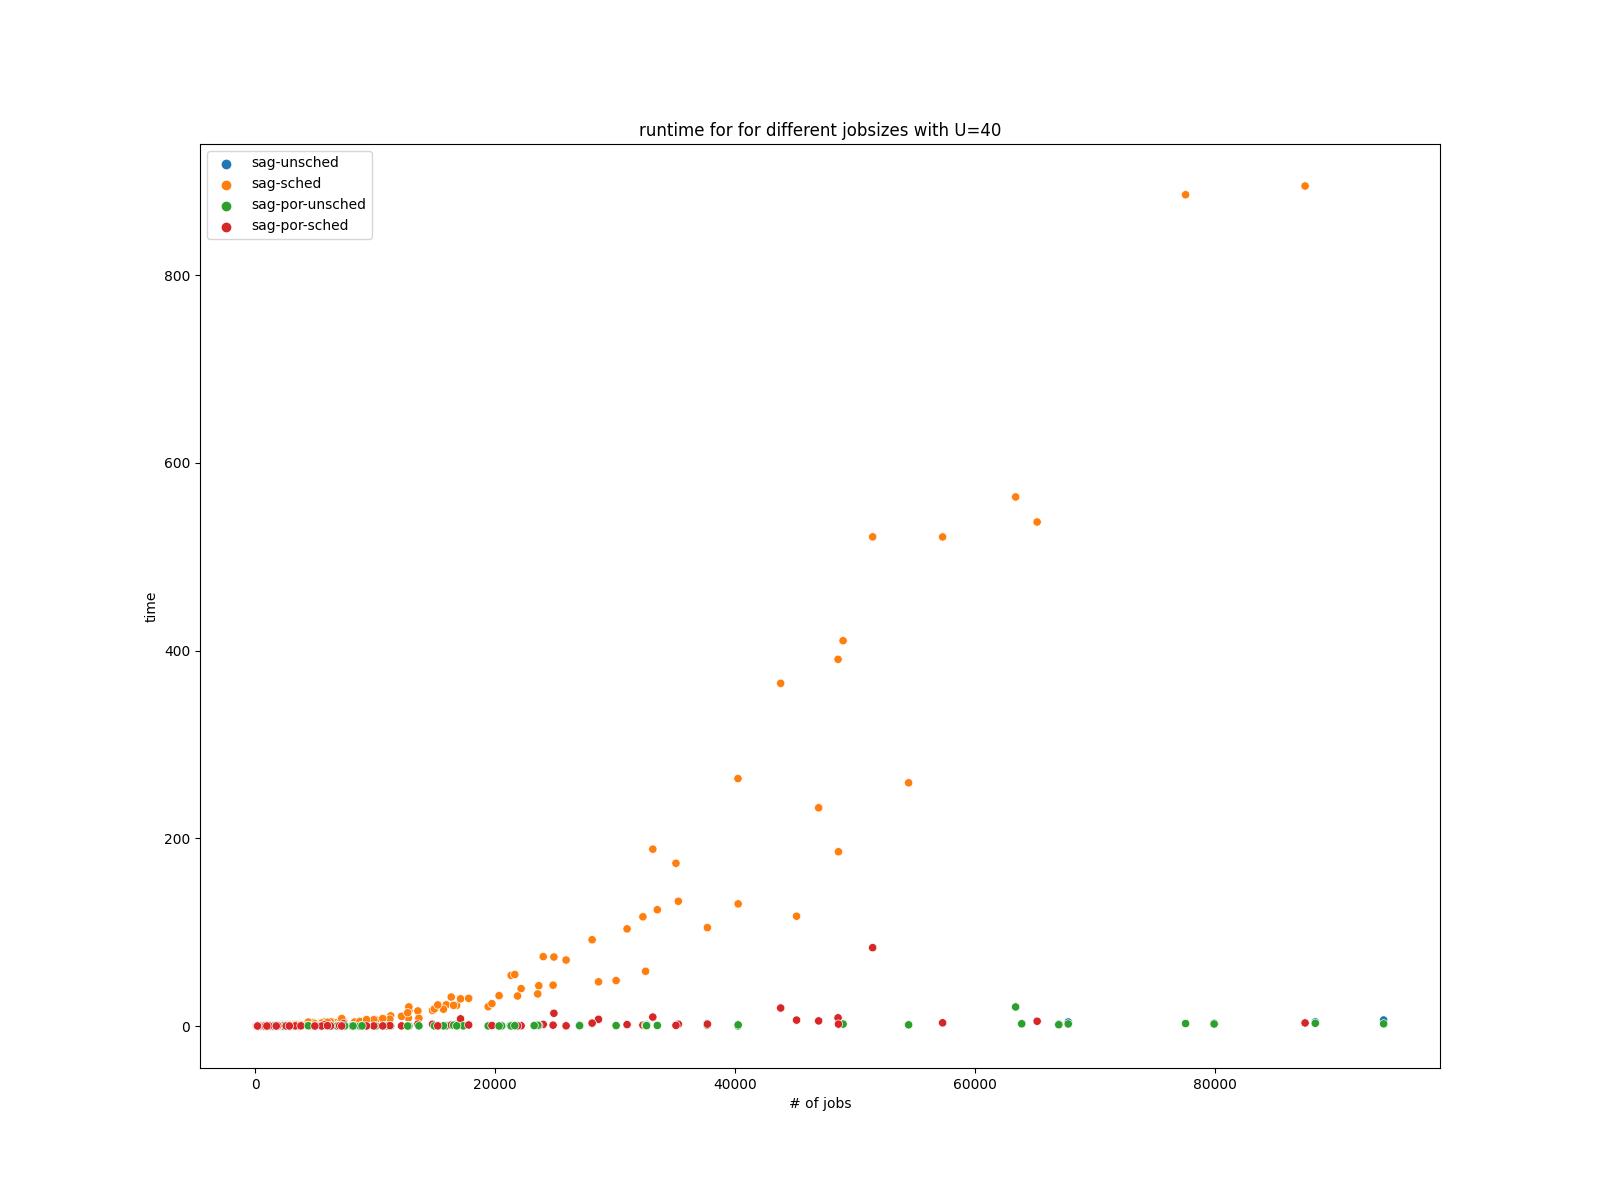 runtime for for different jobsizes with U=40
sag-unsched
sag-sched
sag-por-unsched
sag-por-sched
time
800
600
400
200
0
0 20000 40000 60000 80000
# of jobs